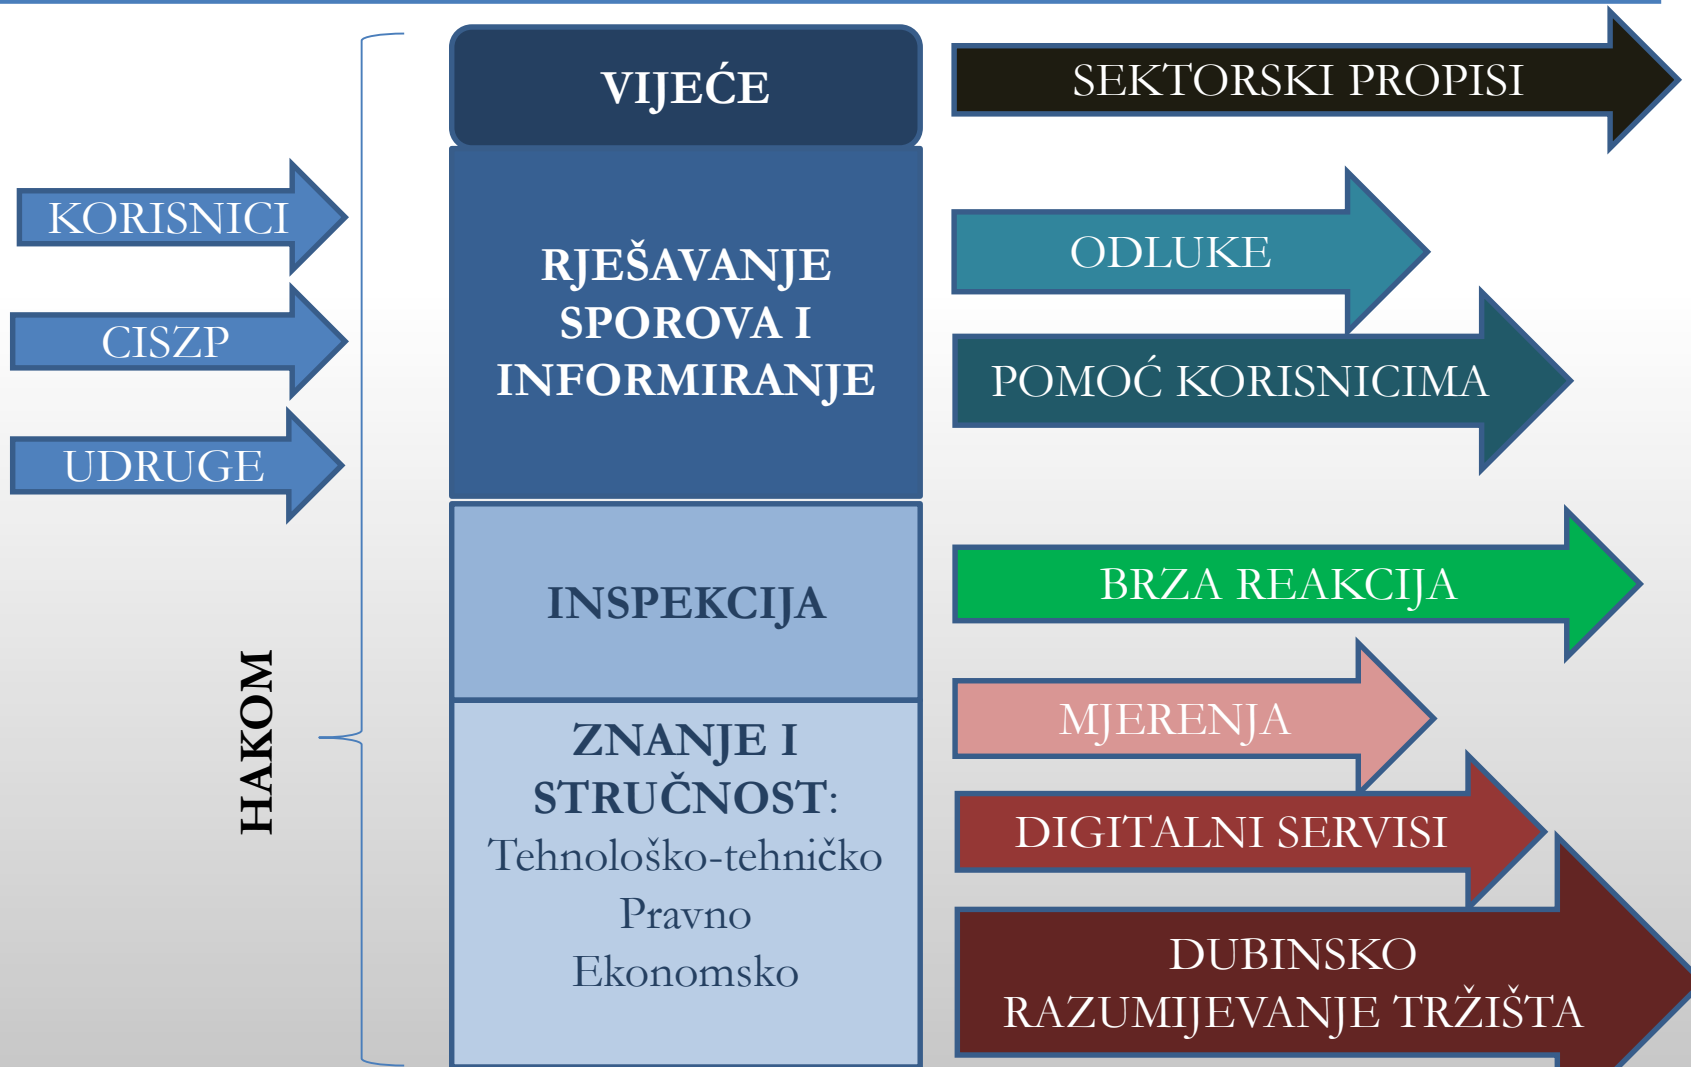 KORISNICI
CISZP
UDRUGE
HAKOM
VIJEĆE
RJEŠAVANJE
SPOROVA I
INFORMIRANJE
INSPEKCIJA
ZNANJE I
STRUČNOST:
Tehnološko-tehničko
Pravno
Ekonomsko
SEKTORSKI PROPISI
ODLUKE
POMOĆ KORISNICIMA
BRZA REAKCIJA
MJERENJA
DIGITALNI SERVISI
DUBINSKO
RAZUMIJEVANJE TRŽIŠTA